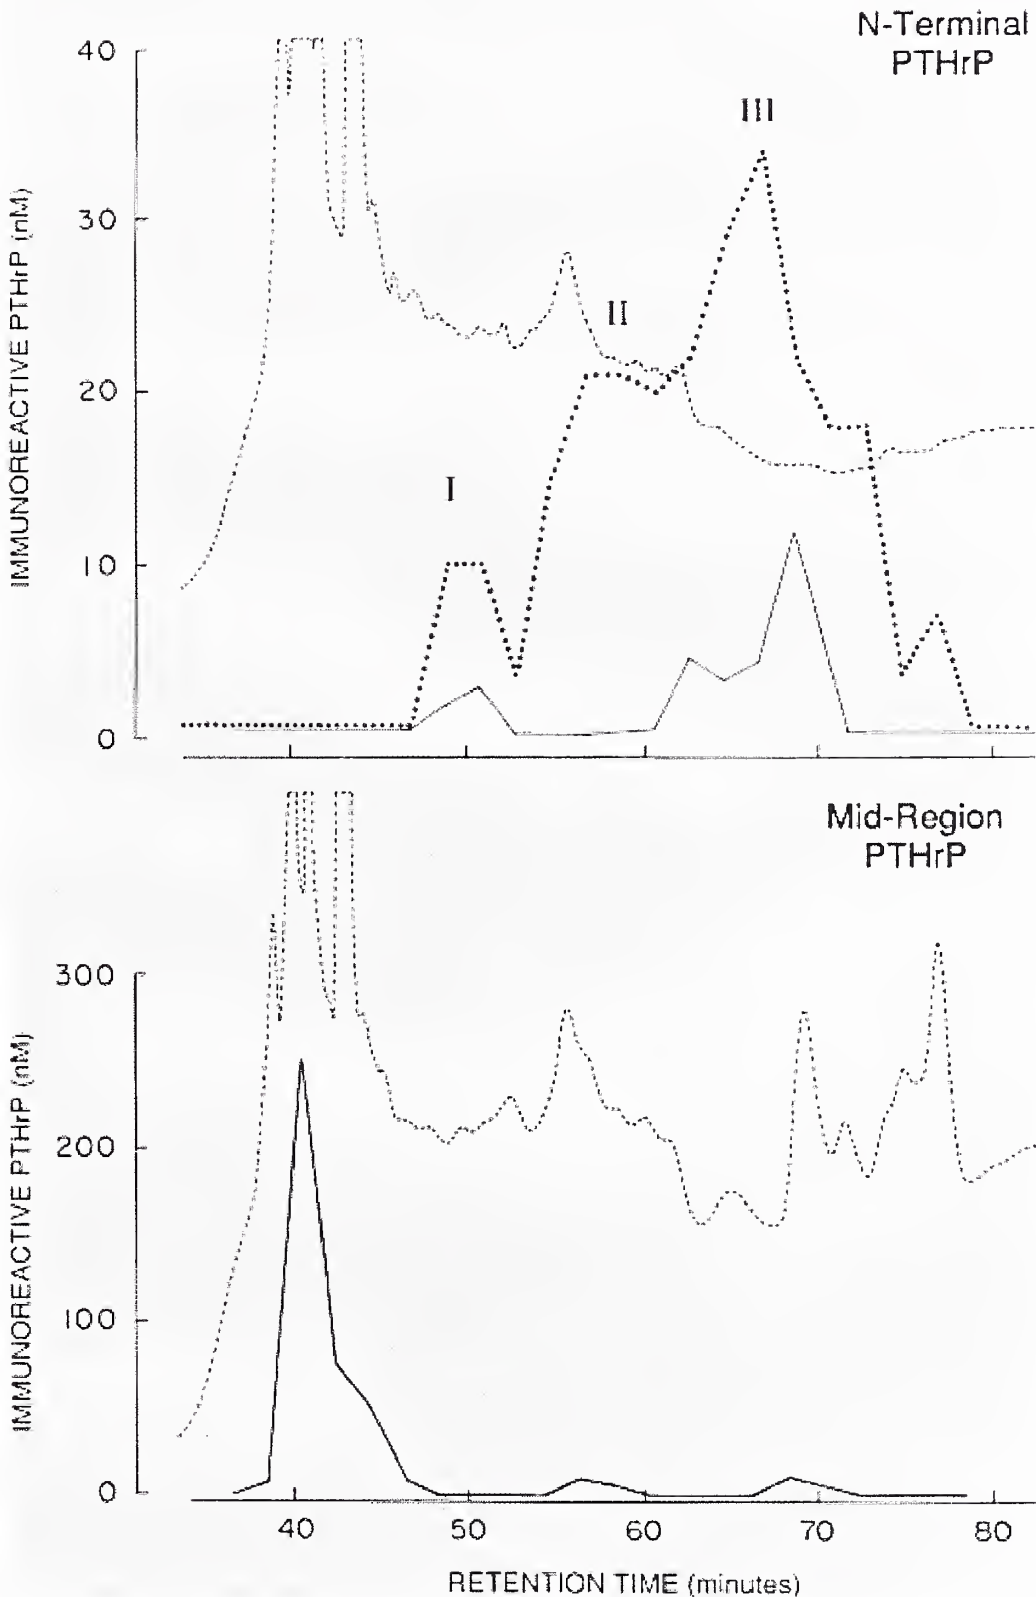 N-Terminal
PTHrP
IMMUNOREACTIVE PTHrP (nM)
40
30
20
10
0
I
II
III
Mid-Region
PTHrP
IMMUNOREACTIVE PTHrP (nM)
300
200
100
0
40 50 60 70 80
RETENTION TIME (minutes)